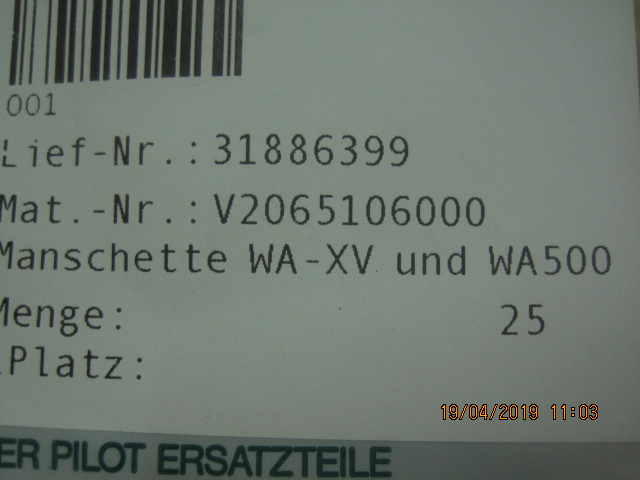 001
Lief-Nr.: 31886399
Mat.-Nr.: V2065106000
Manschette WA-XV und WA500
Menge: 25
Platz:
19/04/2019 11:03
PILOT ERSATZTEILE